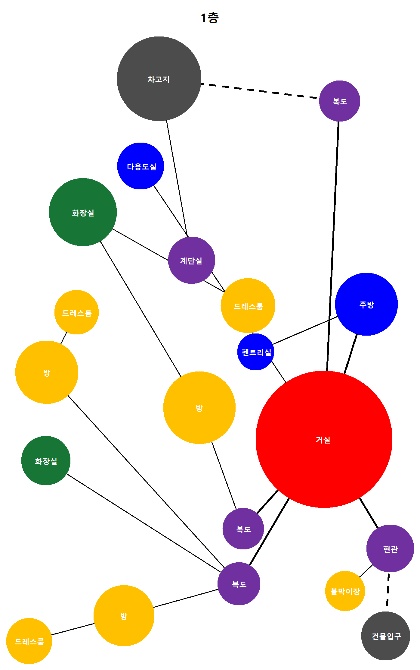 1층
차고지
복도
다용도실
화장실
계단실
드레스룸
주방
드레스룸
팬트리실
방
방
거실
화장실
복도
현관
복도
붙박이장
방
건물입구
드레스룸